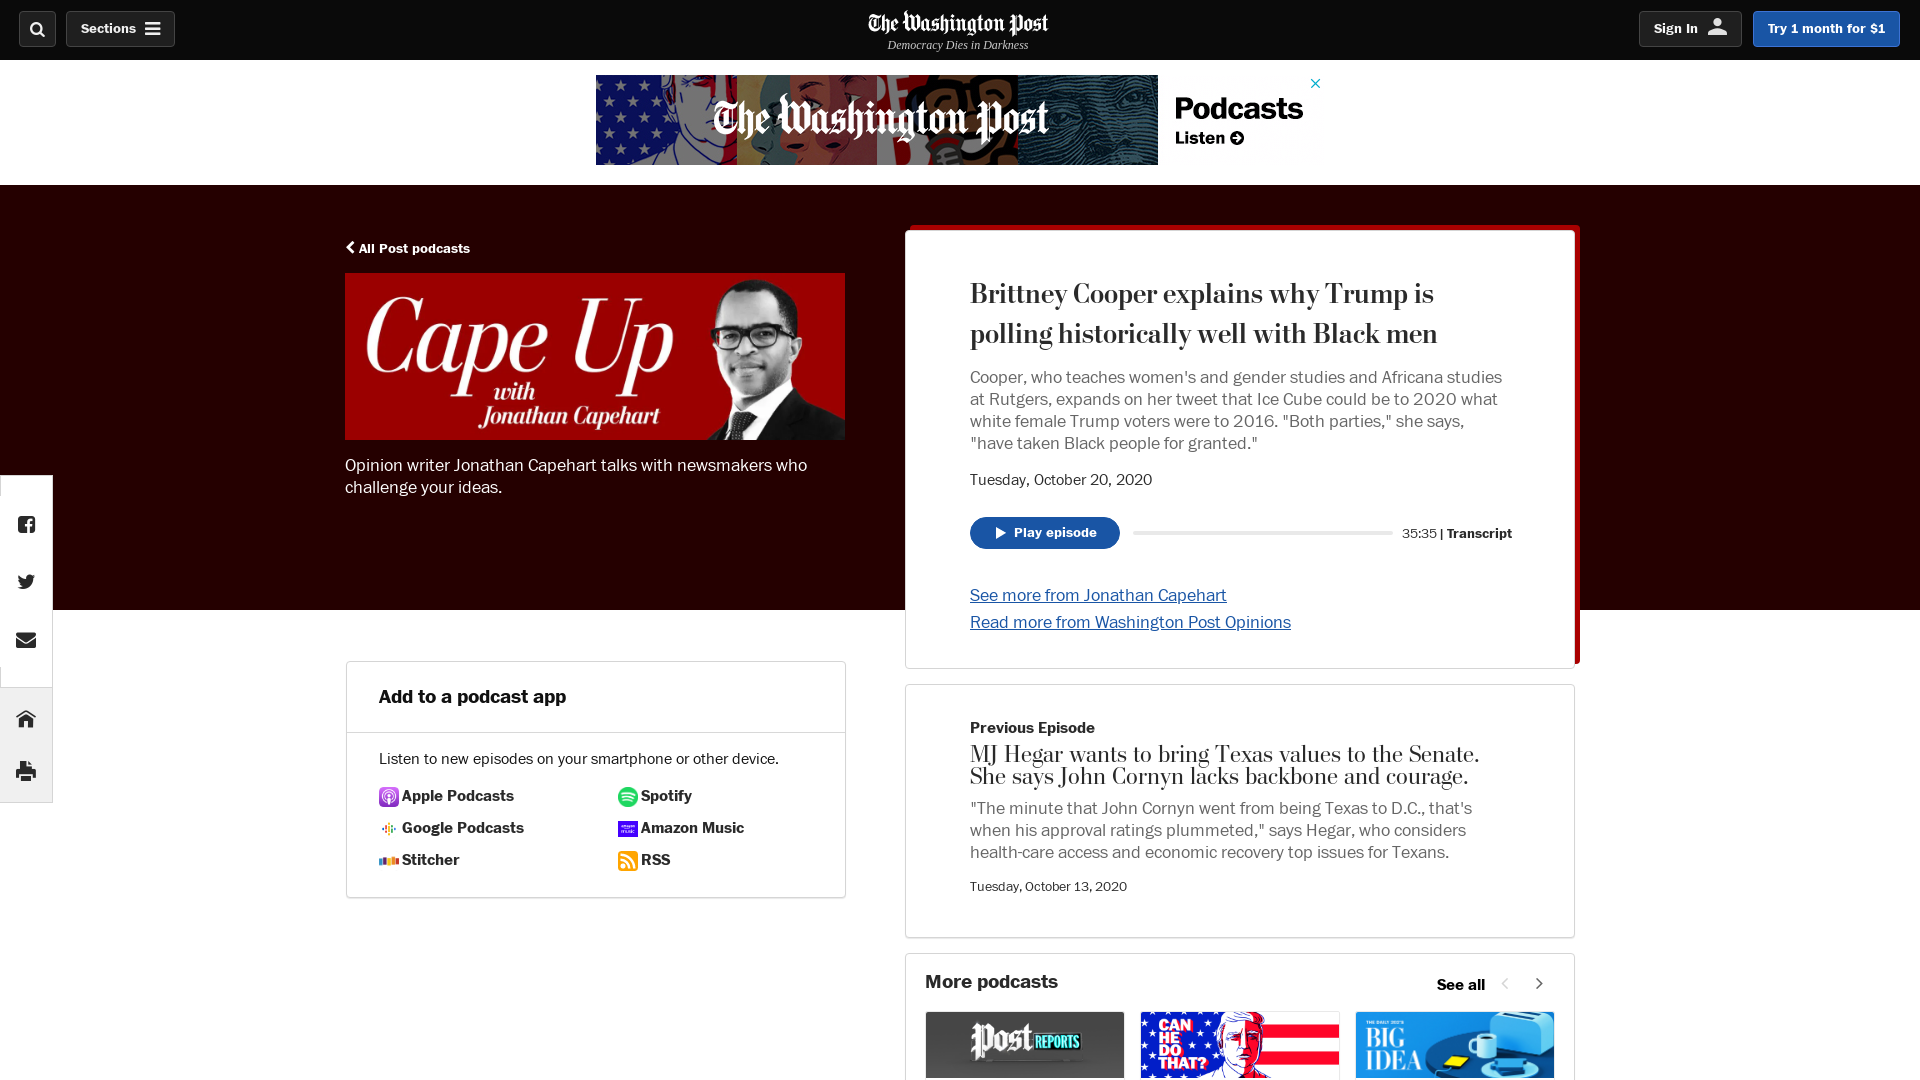 Sections
The Washington Post
Democracy Dies in Darkness
Sign In
Try 1 month for $1
The Washington Post
Podcasts
Listen
All Post podcasts
Cape Up
with
Jonathan Capehart
Opinion writer Jonathan Capehart talks with newsmakers who
challenge your ideas.
Brittney Cooper explains why Trump is
polling historically well with Black men
Cooper, who teaches women's and gender studies and Africana studies
at Rutgers, expands on her tweet that Ice Cube could be to 2020 what
white female Trump voters were to 2016. "Both parties," she says,
"have taken Black people for granted."
Tuesday, October 20, 2020
Play episode
35:35 | Transcript
See more from Jonathan Capehart
Read more from Washington Post Opinions
Add to a podcast app
Listen to new episodes on your smartphone or other device.
Apple Podcasts
Spotify
Google Podcasts
Amazon Music
Stitcher
RSS
Previous Episode
MJ Hegar wants to bring Texas values to the Senate.
She says John Cornyn lacks backbone and courage.
"The minute that John Cornyn went from being Texas to D.C., that's
when his approval ratings plummeted," says Hegar, who considers
health-care access and economic recovery top issues for Texans.
Tuesday, October 13, 2020
More podcasts
See all
Post REPORTS
CAN
HE
DO
THAT?
THE DAILY 202'S
BIG
IDEA